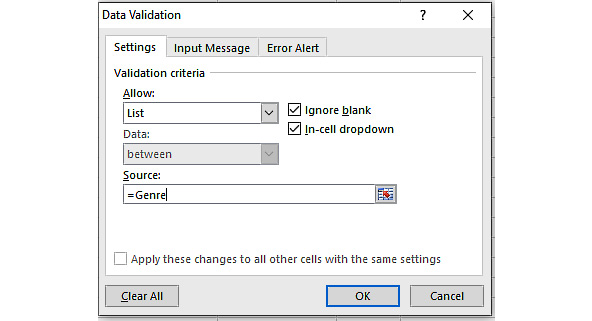 Data Validation ?
Settings Input Message Error Alert
Validation criteria
Allow:
List
Ignore blank
In-cell dropdown
Data:
between
Source:
=Genre
Apply these changes to all other cells with the same settings
Clear All OK Cancel